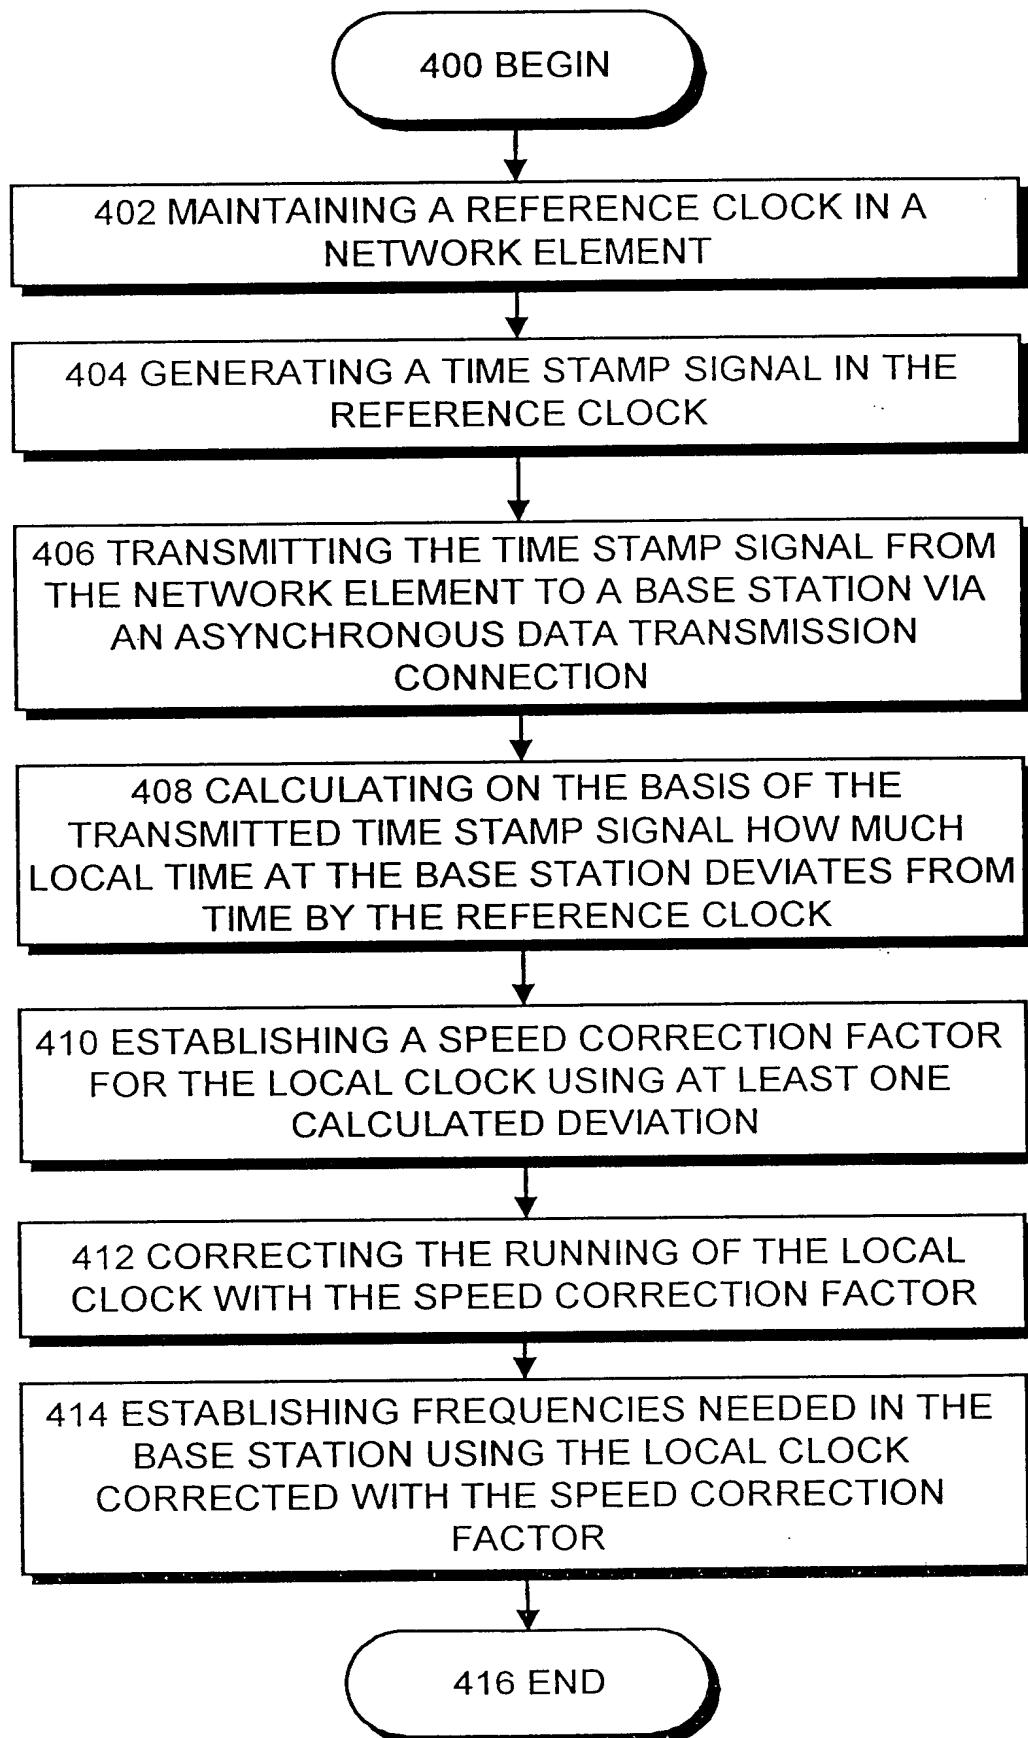 400 BEGIN
402 MAINTAINING A REFERENCE CLOCK IN A
NETWORK ELEMENT
404 GENERATING A TIME STAMP SIGNAL IN THE
REFERENCE CLOCK
406 TRANSMITTING THE TIME STAMP SIGNAL FROM
THE NETWORK ELEMENT TO A BASE STATION VIA
AN ASYNCHRONOUS DATA TRANSMISSION
CONNECTION
408 CALCULATING ON THE BASIS OF THE
TRANSMITTED TIME STAMP SIGNAL HOW MUCH
LOCAL TIME AT THE BASE STATION DEVIATES FROM
TIME BY THE REFERENCE CLOCK
410 ESTABLISHING A SPEED CORRECTION FACTOR
FOR THE LOCAL CLOCK USING AT LEAST ONE
CALCULATED DEVIATION
412 CORRECTING THE RUNNING OF THE LOCAL
CLOCK WITH THE SPEED CORRECTION FACTOR
414 ESTABLISHING FREQUENCIES NEEDED IN THE
BASE STATION USING THE LOCAL CLOCK
CORRECTED WITH THE SPEED CORRECTION
FACTOR
416 END